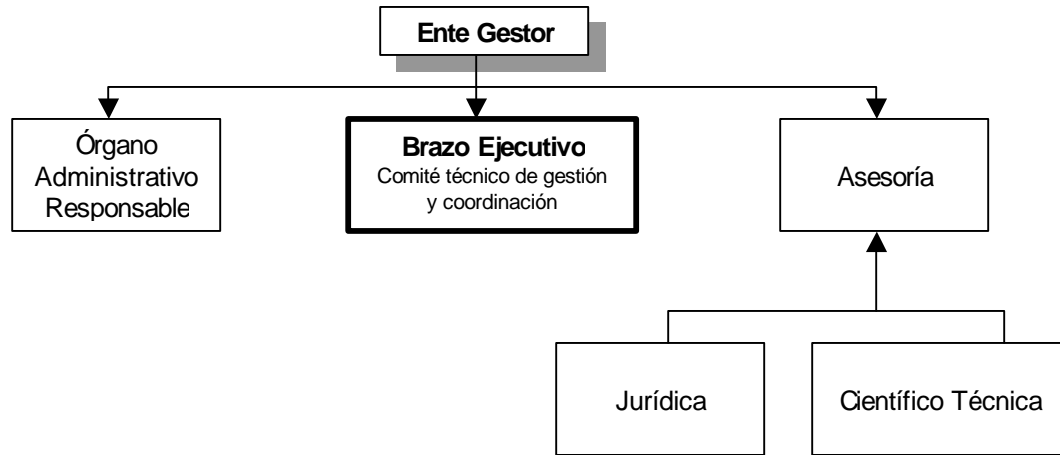 Ente Gestor
Órgano
Administrativo
Responsable
Brazo Ejecutivo
Comité técnico de gestión
y coordinación
Asesoría
Jurídica
Científico Técnica